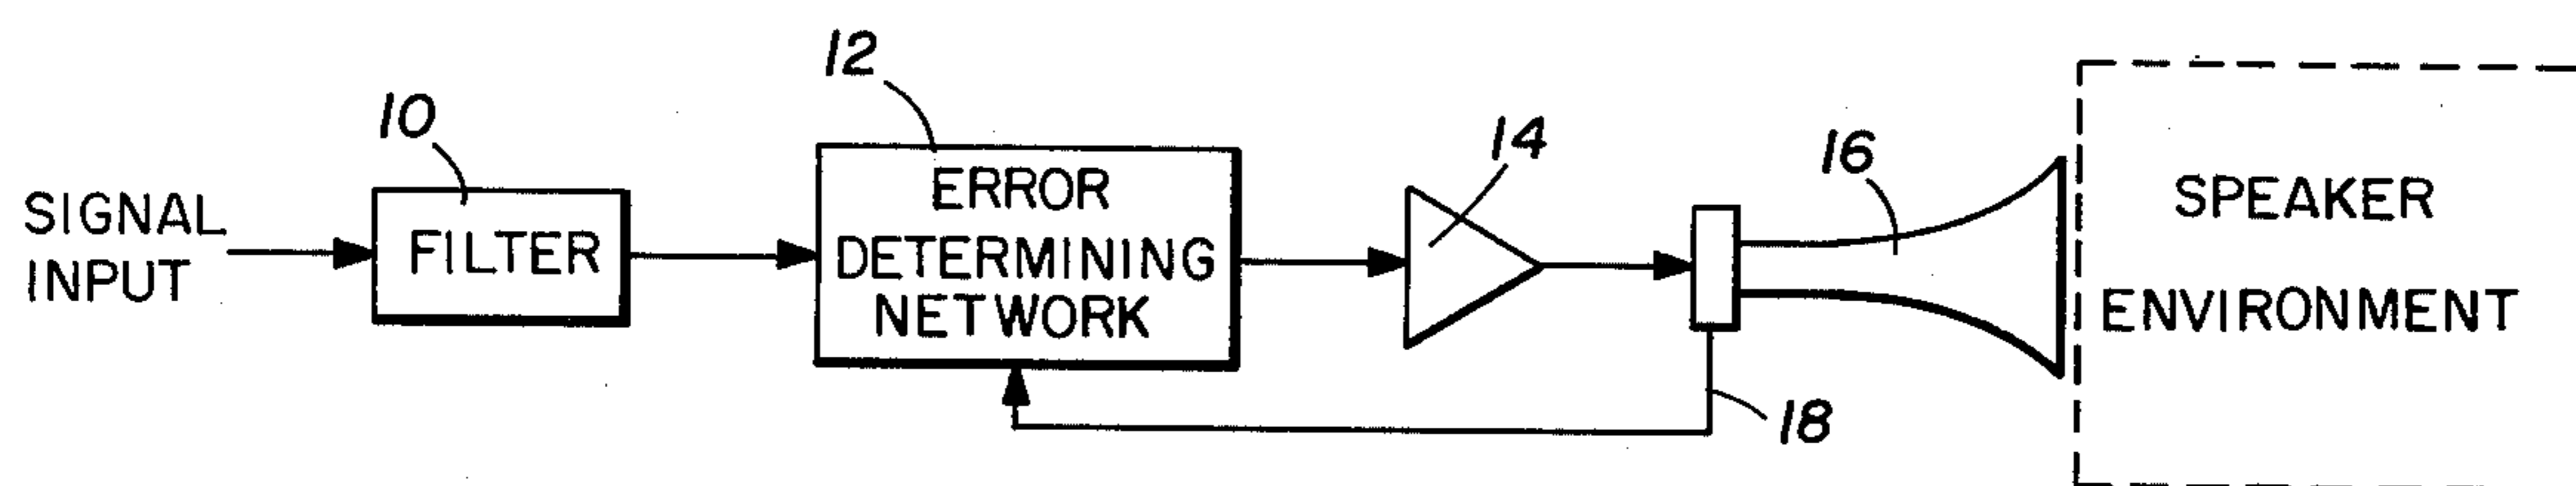 12
10
14
16
SIGNAL
INPUT
FILTER
ERROR
DETERMINING
NETWORK
SPEAKER
ENVIRONMENT
18